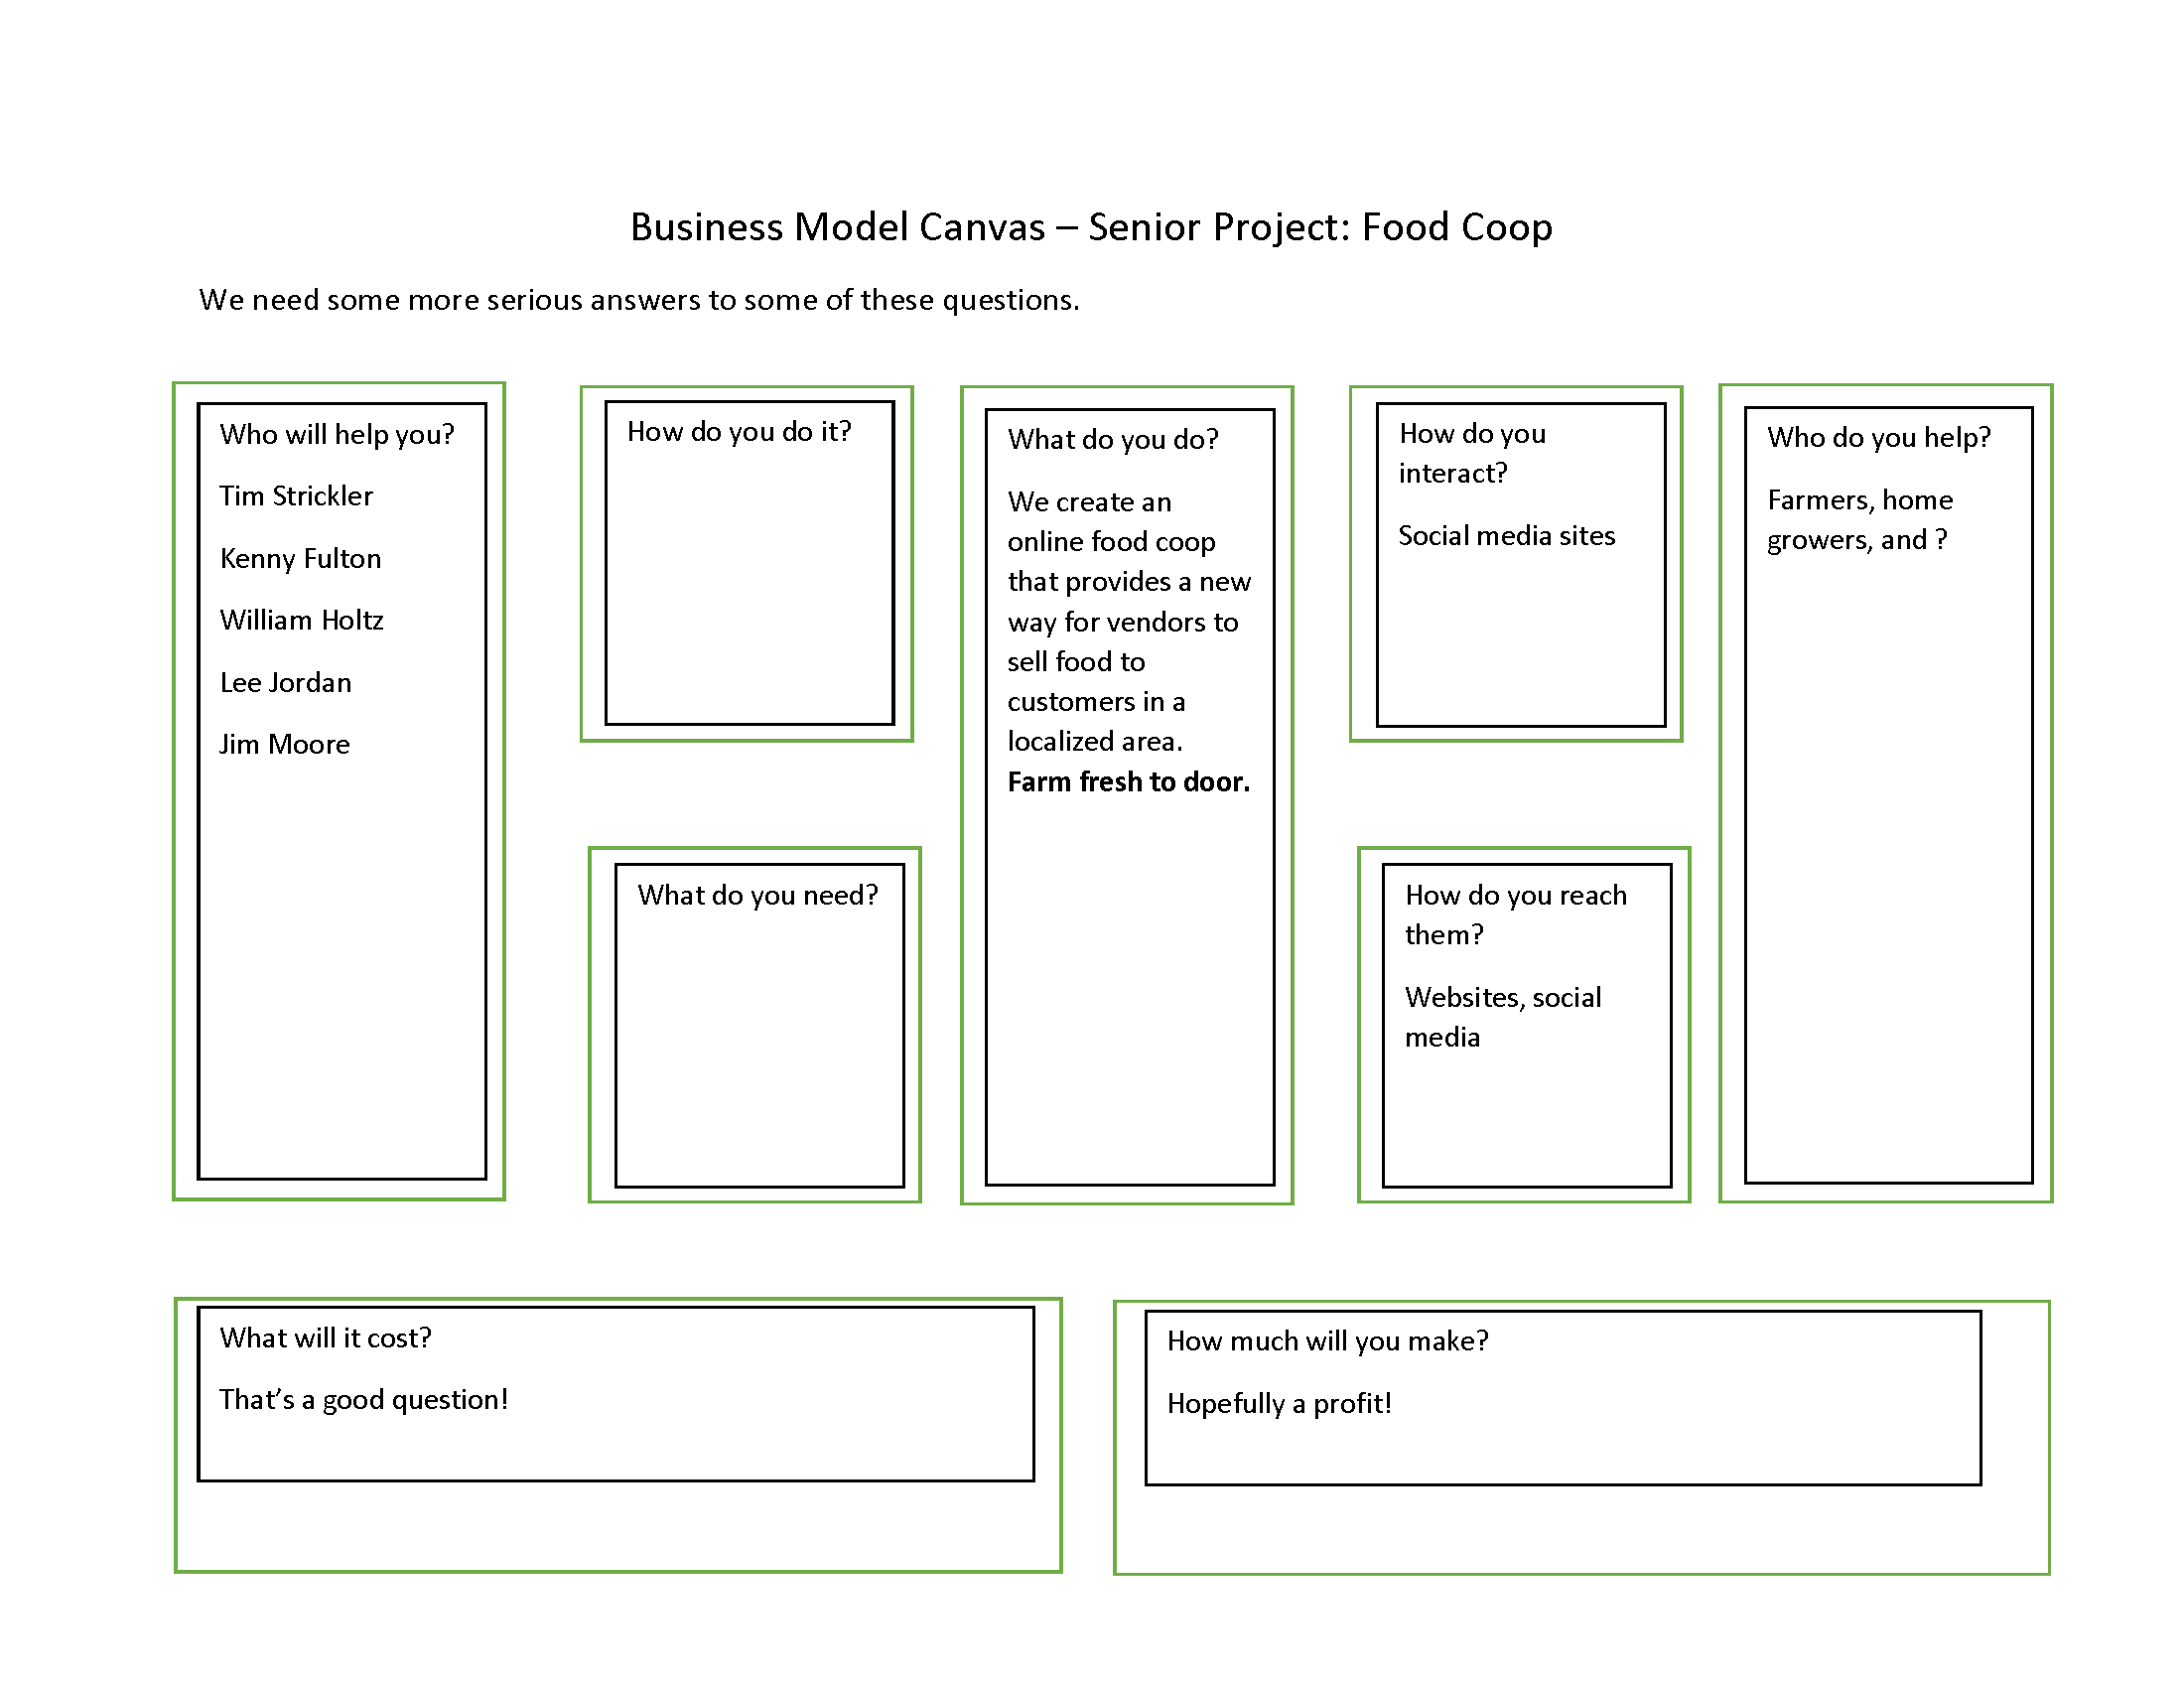 Business Model Canvas – Senior Project: Food Coop
We need some more serious answers to some of these questions.
Who will help you?
Tim Strickler
Kenny Fulton
William Holtz
Lee Jordan
Jim Moore
How do you do it?
What do you need?
What do you do?
We create an
online food coop
that provides a new
way for vendors to
sell food to
customers in a
localized area.
Farm fresh to door.
How do you
interact?
Social media sites
How do you reach
them?
Websites, social
media
Who do you help?
Farmers, home
growers, and ?
What will it cost?
That’s a good question!
How much will you make?
Hopefully a profit!